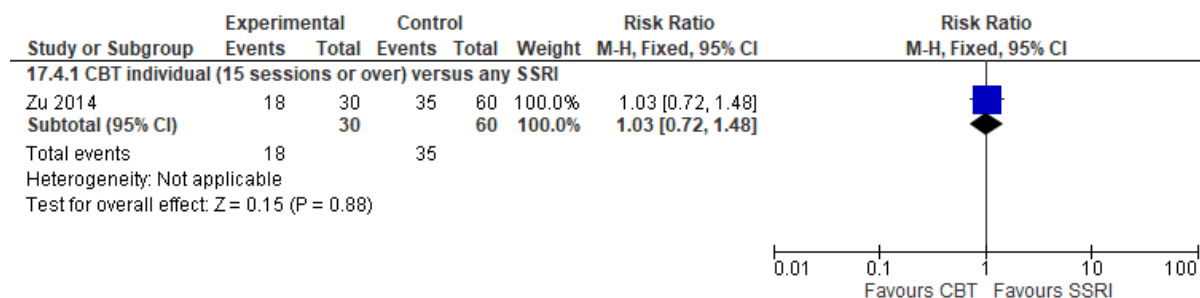 Experimental Control Risk Ratio Risk Ratio
Study or Subgroup Events Total Events Total Weight M-H, Fixed, 95% CI M-H, Fixed, 95% CI
17.4.1 CBT individual (15 sessions or over) versus any SSRI
Zu 2014 18 30 35 60 100.0% 1.03 [0.72, 1.48]
Subtotal (95% CI) 30 60 100.0% 1.03 [0.72, 1.48]
Total events 18 35
Heterogeneity: Not applicable
Test for overall effect: Z = 0.15 (P = 0.88)
0.01 0.1 1 10 100
Favours CBT Favours SSRI